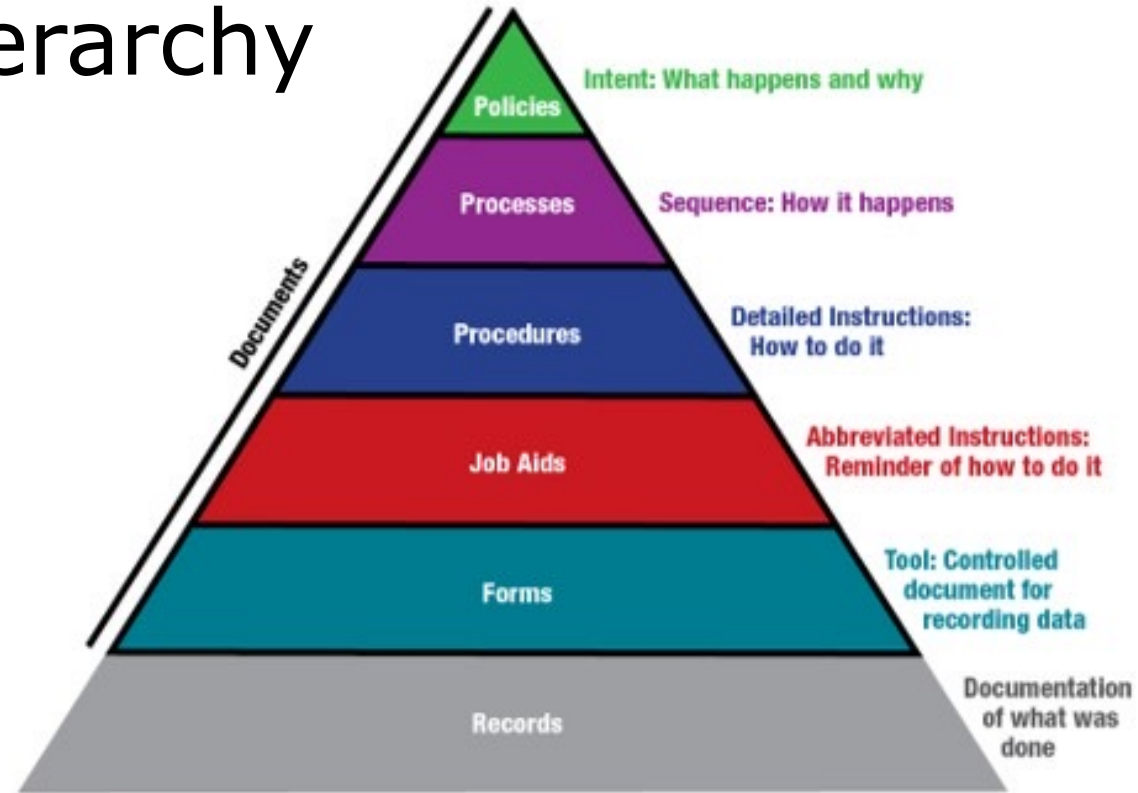 erarchy
Policies
Intent: What happens and why
Processes
Sequence: How it happens
Documents
Procedures
Detailed Instructions:
How to do it
Job Aids
Abbreviated Instructions:
Reminder of how to do it
Forms
Tool: Controlled
document for
recording data
Records
Documentation
of what was
done